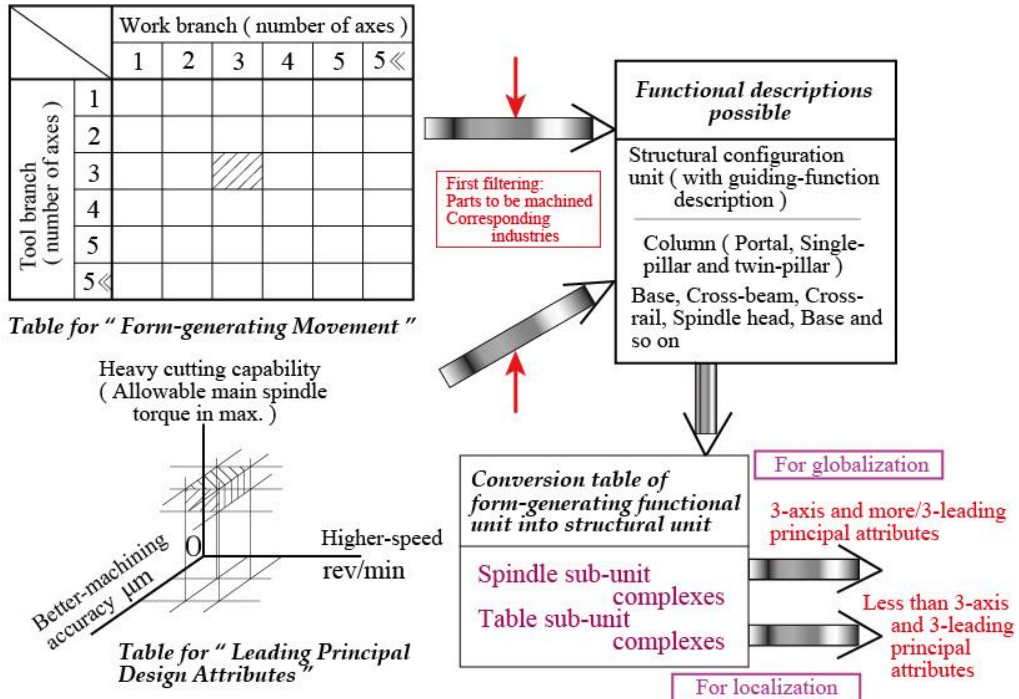 Work branch ( number of axes )
1 2 3 4 5 5≪
Tool branch
( number of axes )
1
2
3
4
5
5≪
Table for “ Form-generating Movement ”
First filtering:
Parts to be machined
Corresponding
industries
Functional descriptions
possible
Structural configuration
unit ( with guiding-function
description )
Column ( Portal, Single-
pillar and twin-pillar )
Base, Cross-beam, Cross-
rail, Spindle head, Base and
so on
Heavy cutting capability
( Allowable main spindle
torque in max. )
O
Higher-speed
rev/min
Better-machining
accuracy μm
Table for “ Leading Principal
Design Attributes ”
Conversion table of
form-generating functional
unit into structural unit
Spindle sub-unit
complexes
Table sub-unit
complexes
For globalization
3-axis and more/3-leading
principal attributes
Less than 3-axis
and 3-leading
principal
attributes
For localization